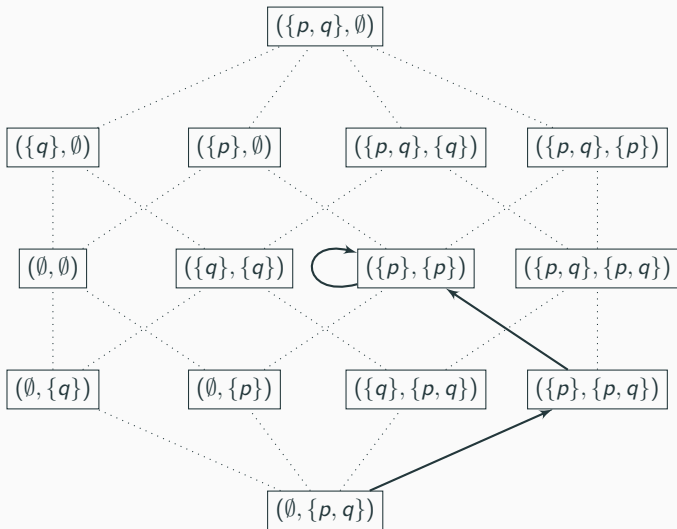 ({p, q}, ∅)
({q}, ∅) ({p}, ∅) ({p, q}, {q}) ({p, q}, {p})
(∅, ∅) ({q}, {q}) ({p}, {p}) ({p, q}, {p, q})
(∅, {q}) (∅, {p}) ({q}, {p, q}) ({p}, {p, q})
(∅, {p, q})